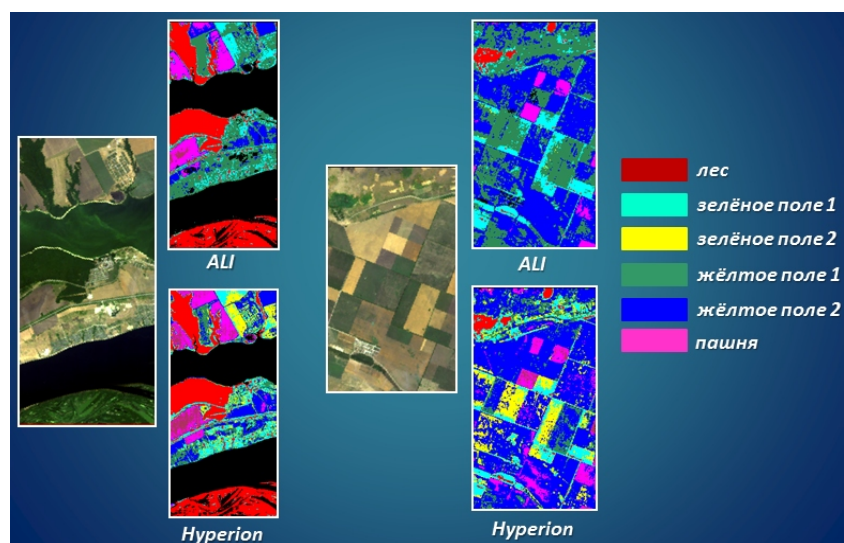 ALI
Hyperion
ALI
Hyperion
лес
зелёное поле 1
зелёное поле 2
жёлтое поле 1
жёлтое поле 2
пашня